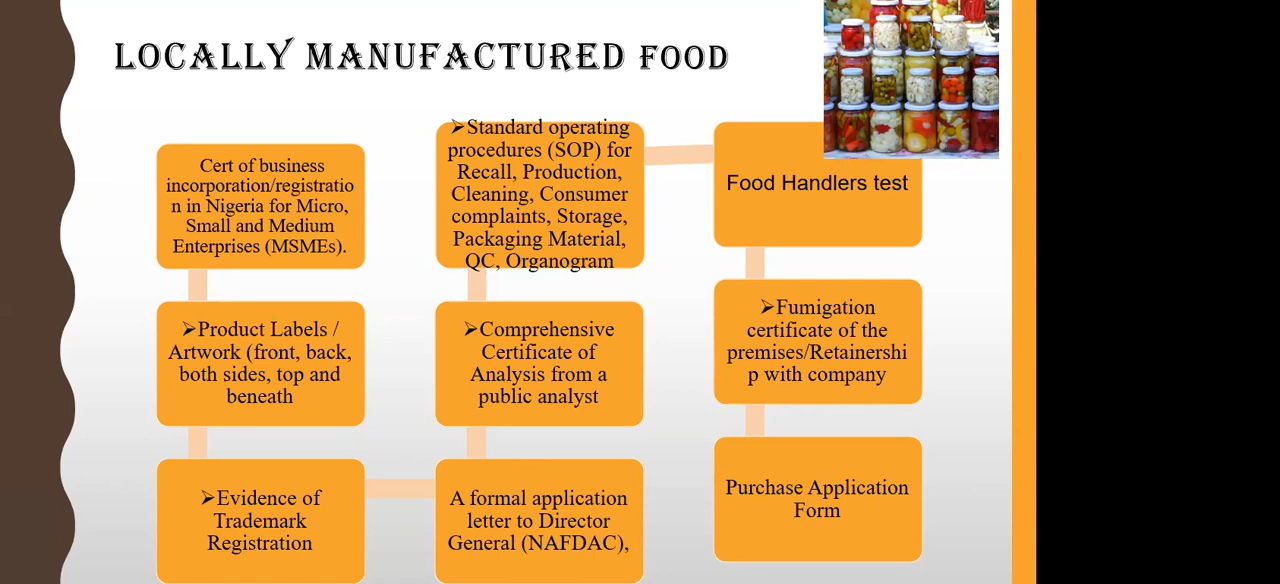 LOCALLY MANUFACTURED FOOD
Cert of business
incorporation/registratio
n in Nigeria for Micro,
Small and Medium
Enterprises (MSMEs).
➢Product Labels /
Artwork (front, back,
both sides, top and
beneath
➢Evidence of
Trademark
Registration
A formal application
letter to Director
General (NAFDAC),
➢Comprehensive
Certificate of
Analysis from a
public analyst
➢Standard operating
procedures (SOP) for
Recall, Production,
Cleaning, Consumer
complaints, Storage,
Packaging Material,
QC, Organogram
Food Handlers test
➢Fumigation
certificate of the
premises/Retainershi
p with company
Purchase Application
Form